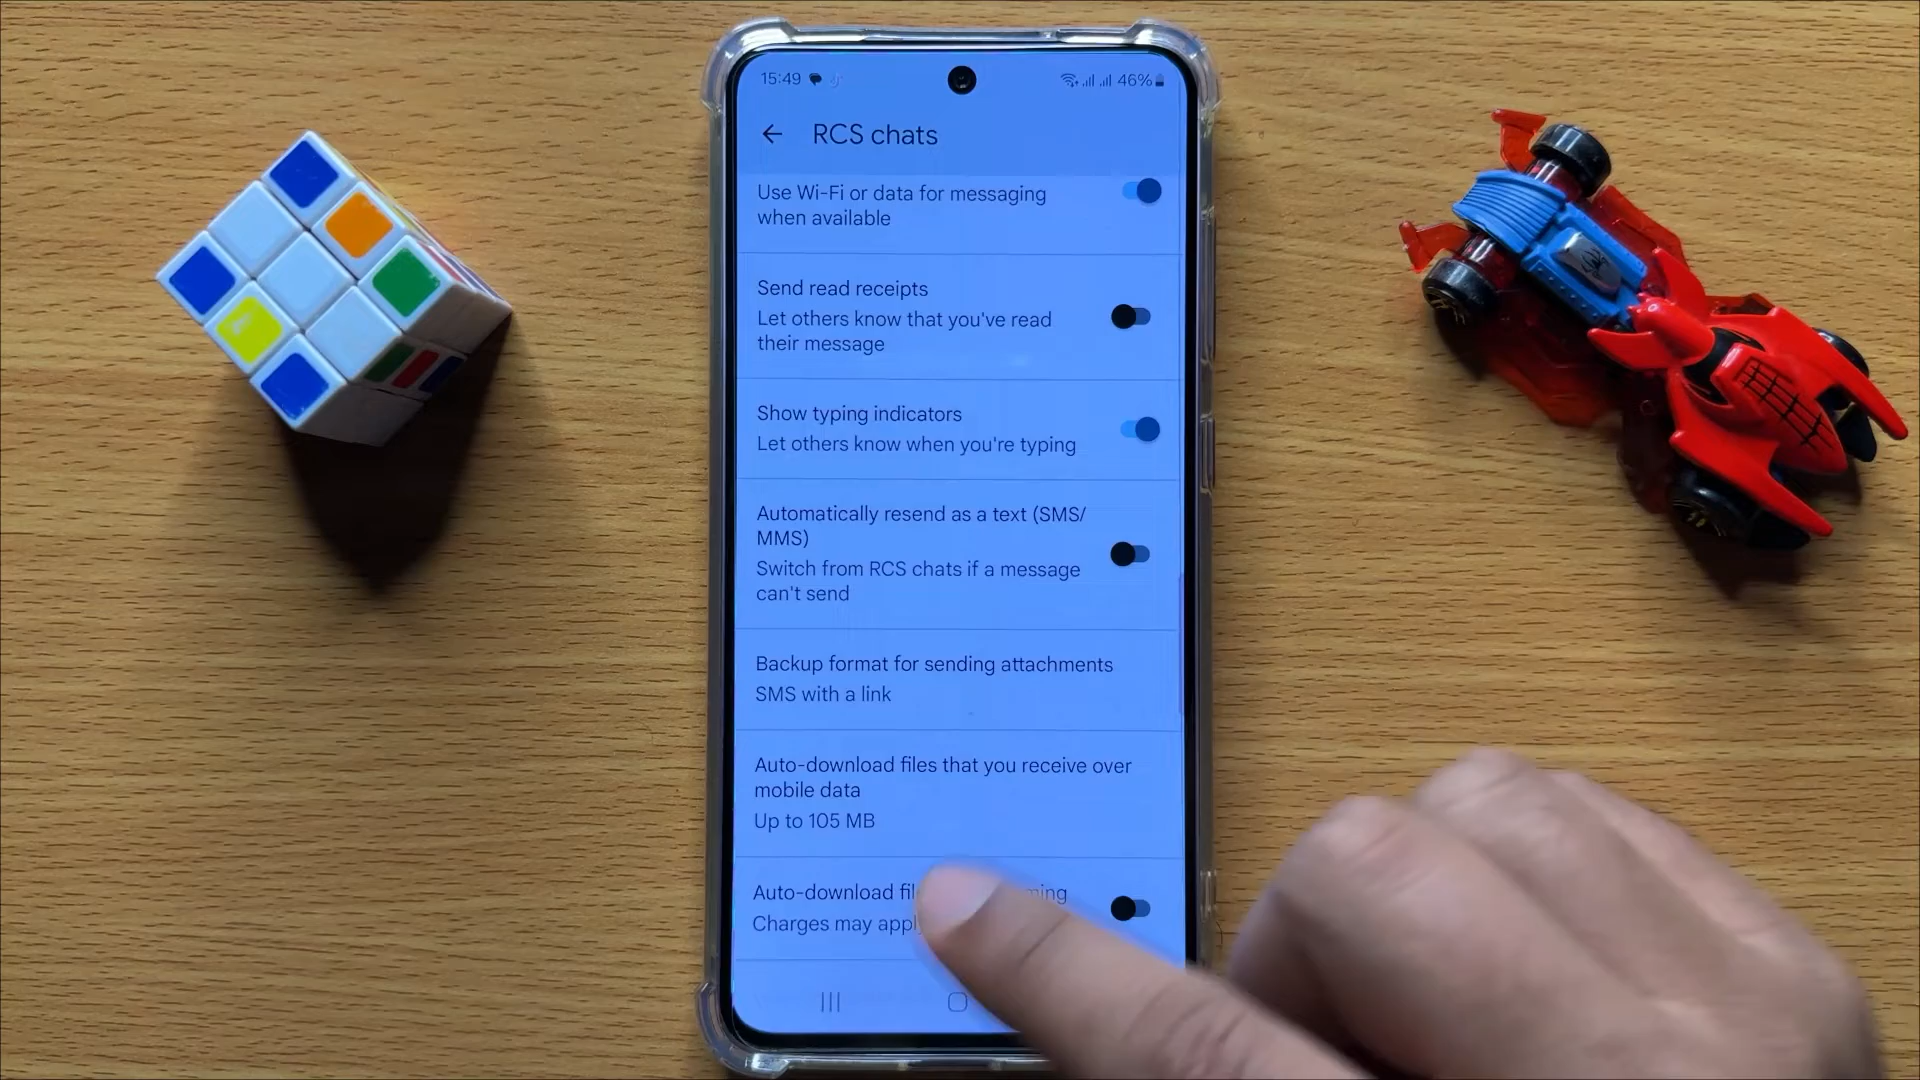 15:49 46%
RCS chats
Use Wi-Fi or data for messaging
when available
Send read receipts
Let others know that you've read
their message
Show typing indicators
Let others know when you're typing
Automatically resend as a text (SMS/
MMS)
Switch from RCS chats if a message
can't send
Backup format for sending attachments
SMS with a link
Auto-download files that you receive over
mobile data
Up to 105 MB
Auto-download
Charges may apply